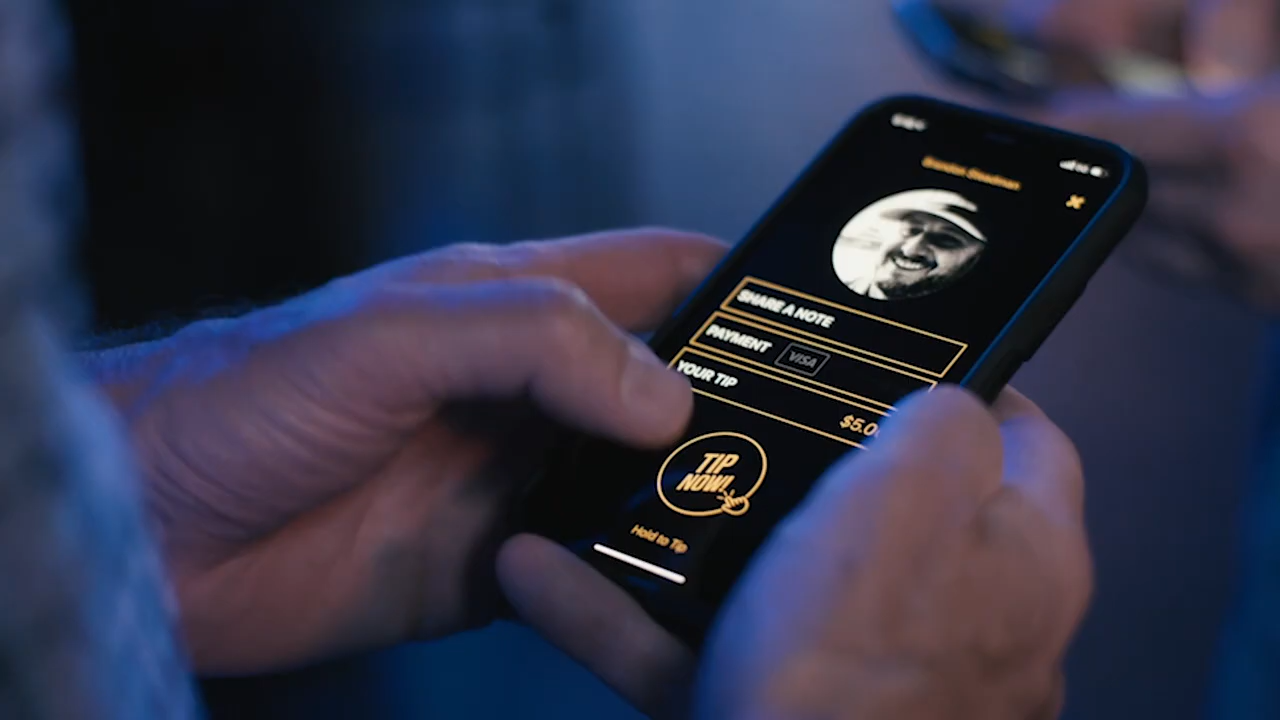 SHARE A NOTE
PAYMENT VISA
YOUR TIP
$5.0
TIP
NOW!
Hold to Tip